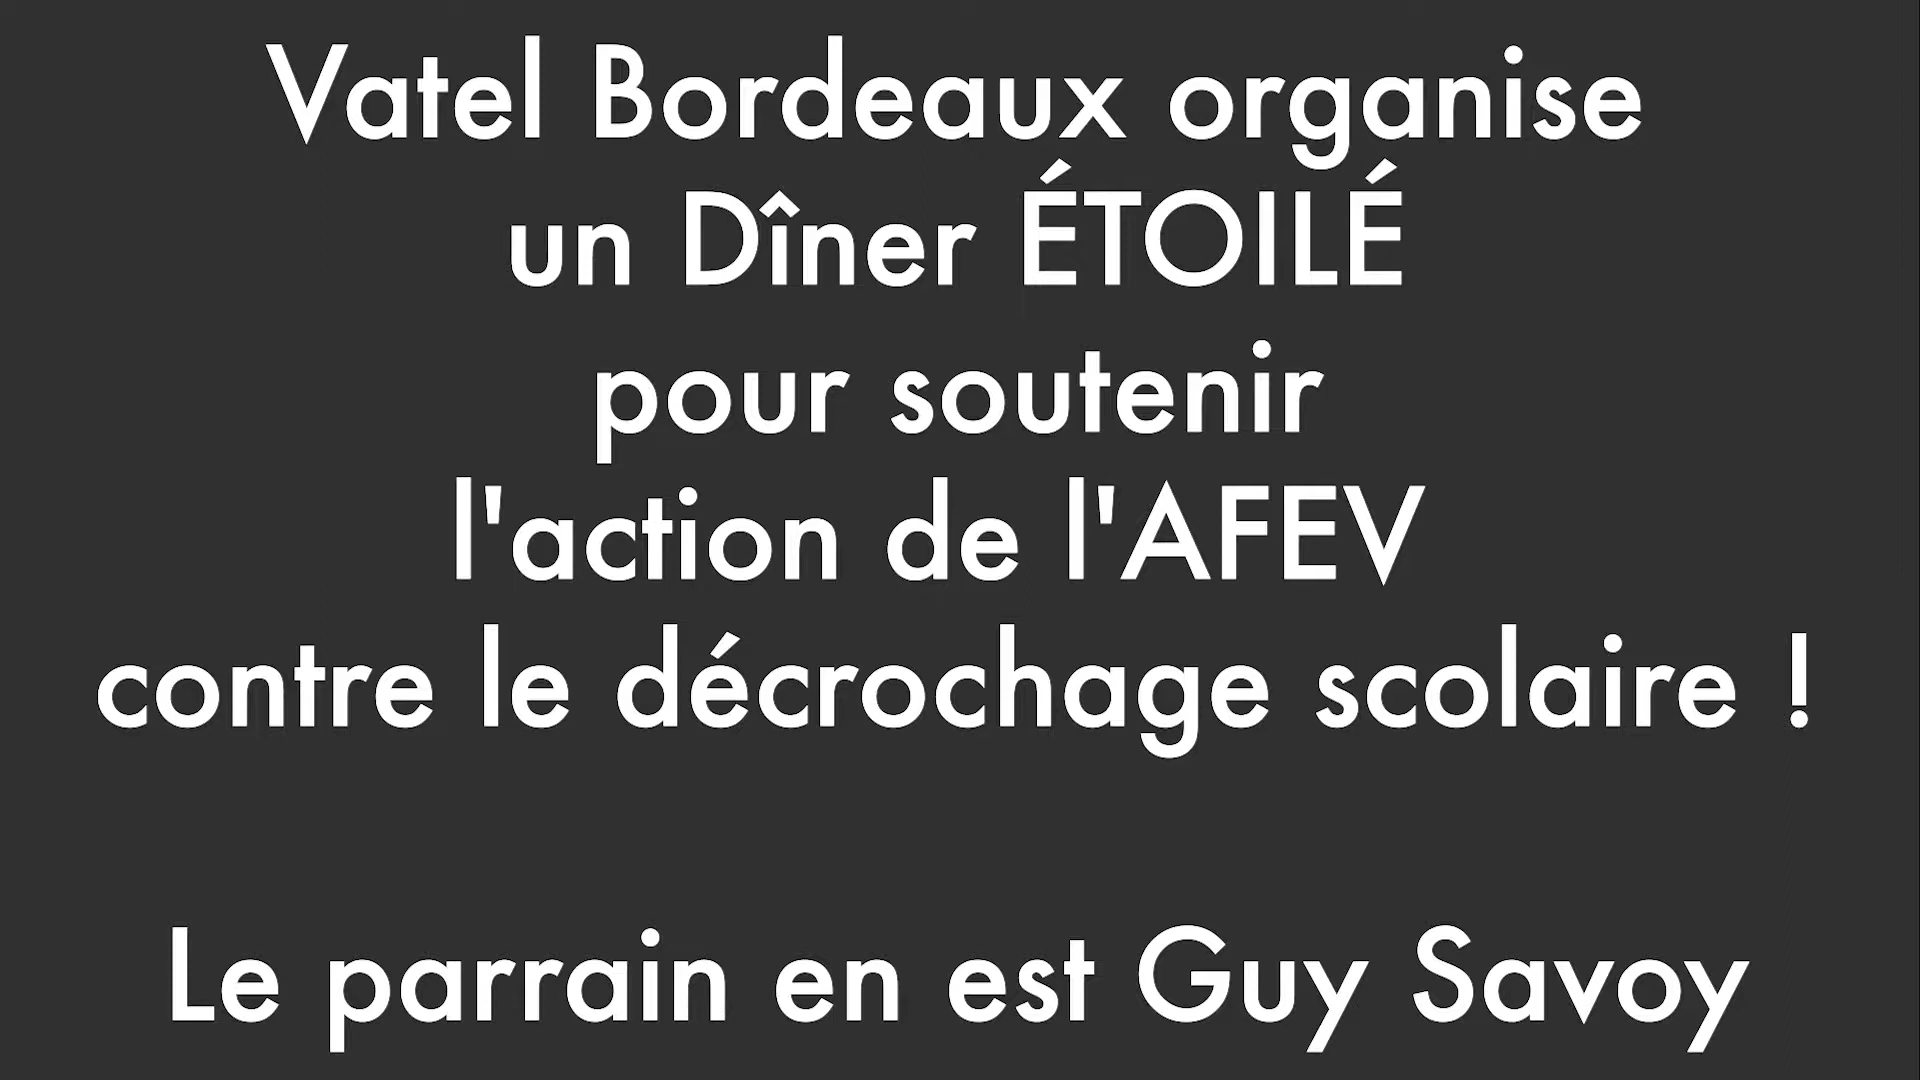 Vatel Bordeaux organise
un Dîner ÉTOILÉ
pour soutenir
l'action de l'AFEV
contre le décrochage scolaire !
Le parrain en est Guy Savoy